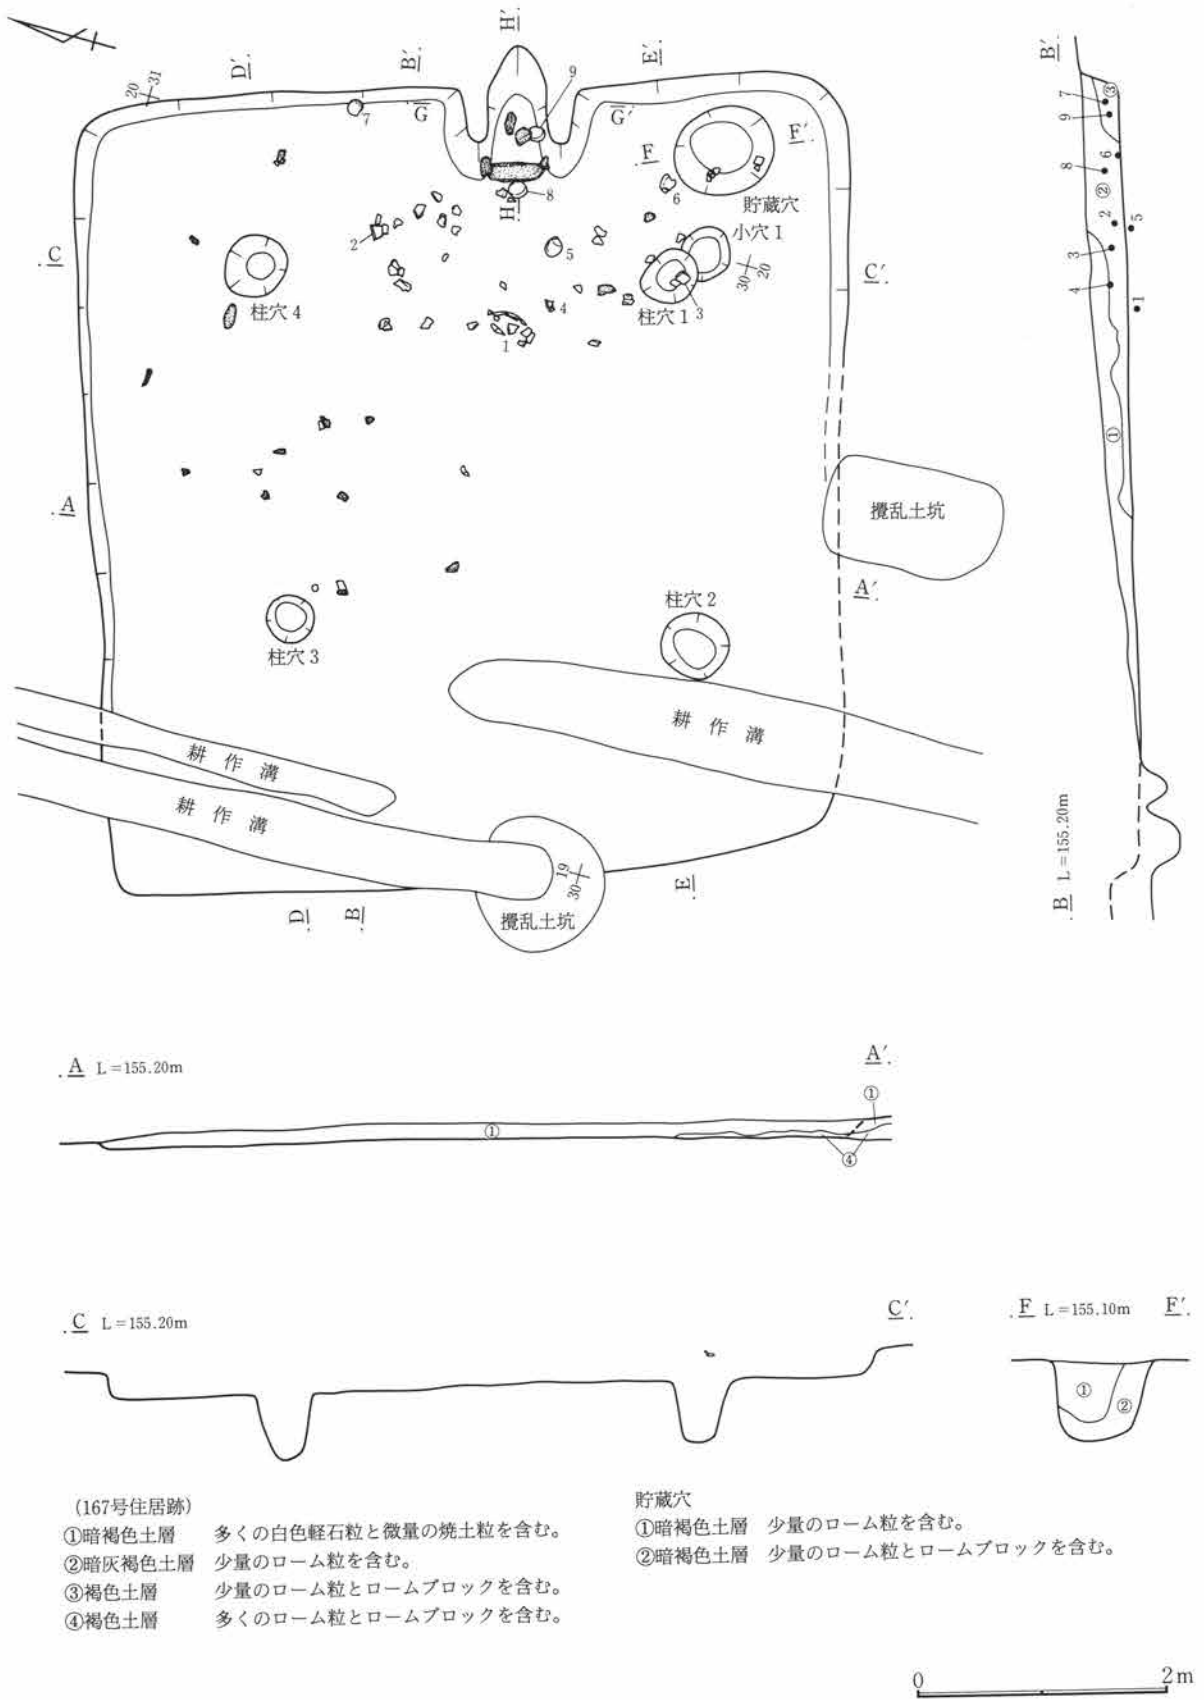 H′
D′.
B′.
E′.
B′.
20
31
9
7
G
G′
F
F′.
H
8
6
貯蔵穴
小穴1
2
5
30
20
.C
C′.
柱穴4
4
柱穴1
3
1
.A
攪乱土坑
A′.
柱穴2
柱穴3
耕作溝
耕作溝
耕作溝
19
30
D
B
E
攪乱土坑
7
③
9
6
8
②
2
5
3
4
1
①
.B L=155.20m
.A L=155.20m
A′.
①
①
④
.C L=155.20m
C′.
.F L=155.10m F′.
①
②
(167号住居跡)
①暗褐色土層 多くの白色軽石粒と微量の焼土粒を含む。
②暗灰褐色土層 少量のローム粒を含む。
③褐色土層 少量のローム粒とロームブロックを含む。
④褐色土層 多くのローム粒とロームブロックを含む。
貯蔵穴
①暗褐色土層 少量のローム粒を含む。
②暗褐色土層 少量のローム粒とロームブロックを含む。
0 2m